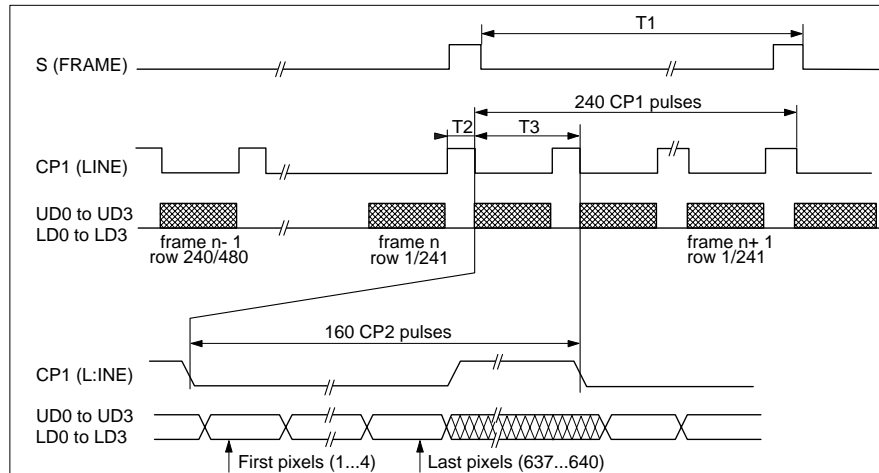 T1
S (FRAME)
240 CP1 pulses
T2
T3
CP1 (LINE)
UD0 to UD3
LD0 to LD3
frame n- 1
row 240/480
frame n
row 1/241
frame n+ 1
row 1/241
160 CP2 pulses
CP1 (L:INE)
UD0 to UD3
LD0 to LD3
First pixels (1...4)
Last pixels (637...640)